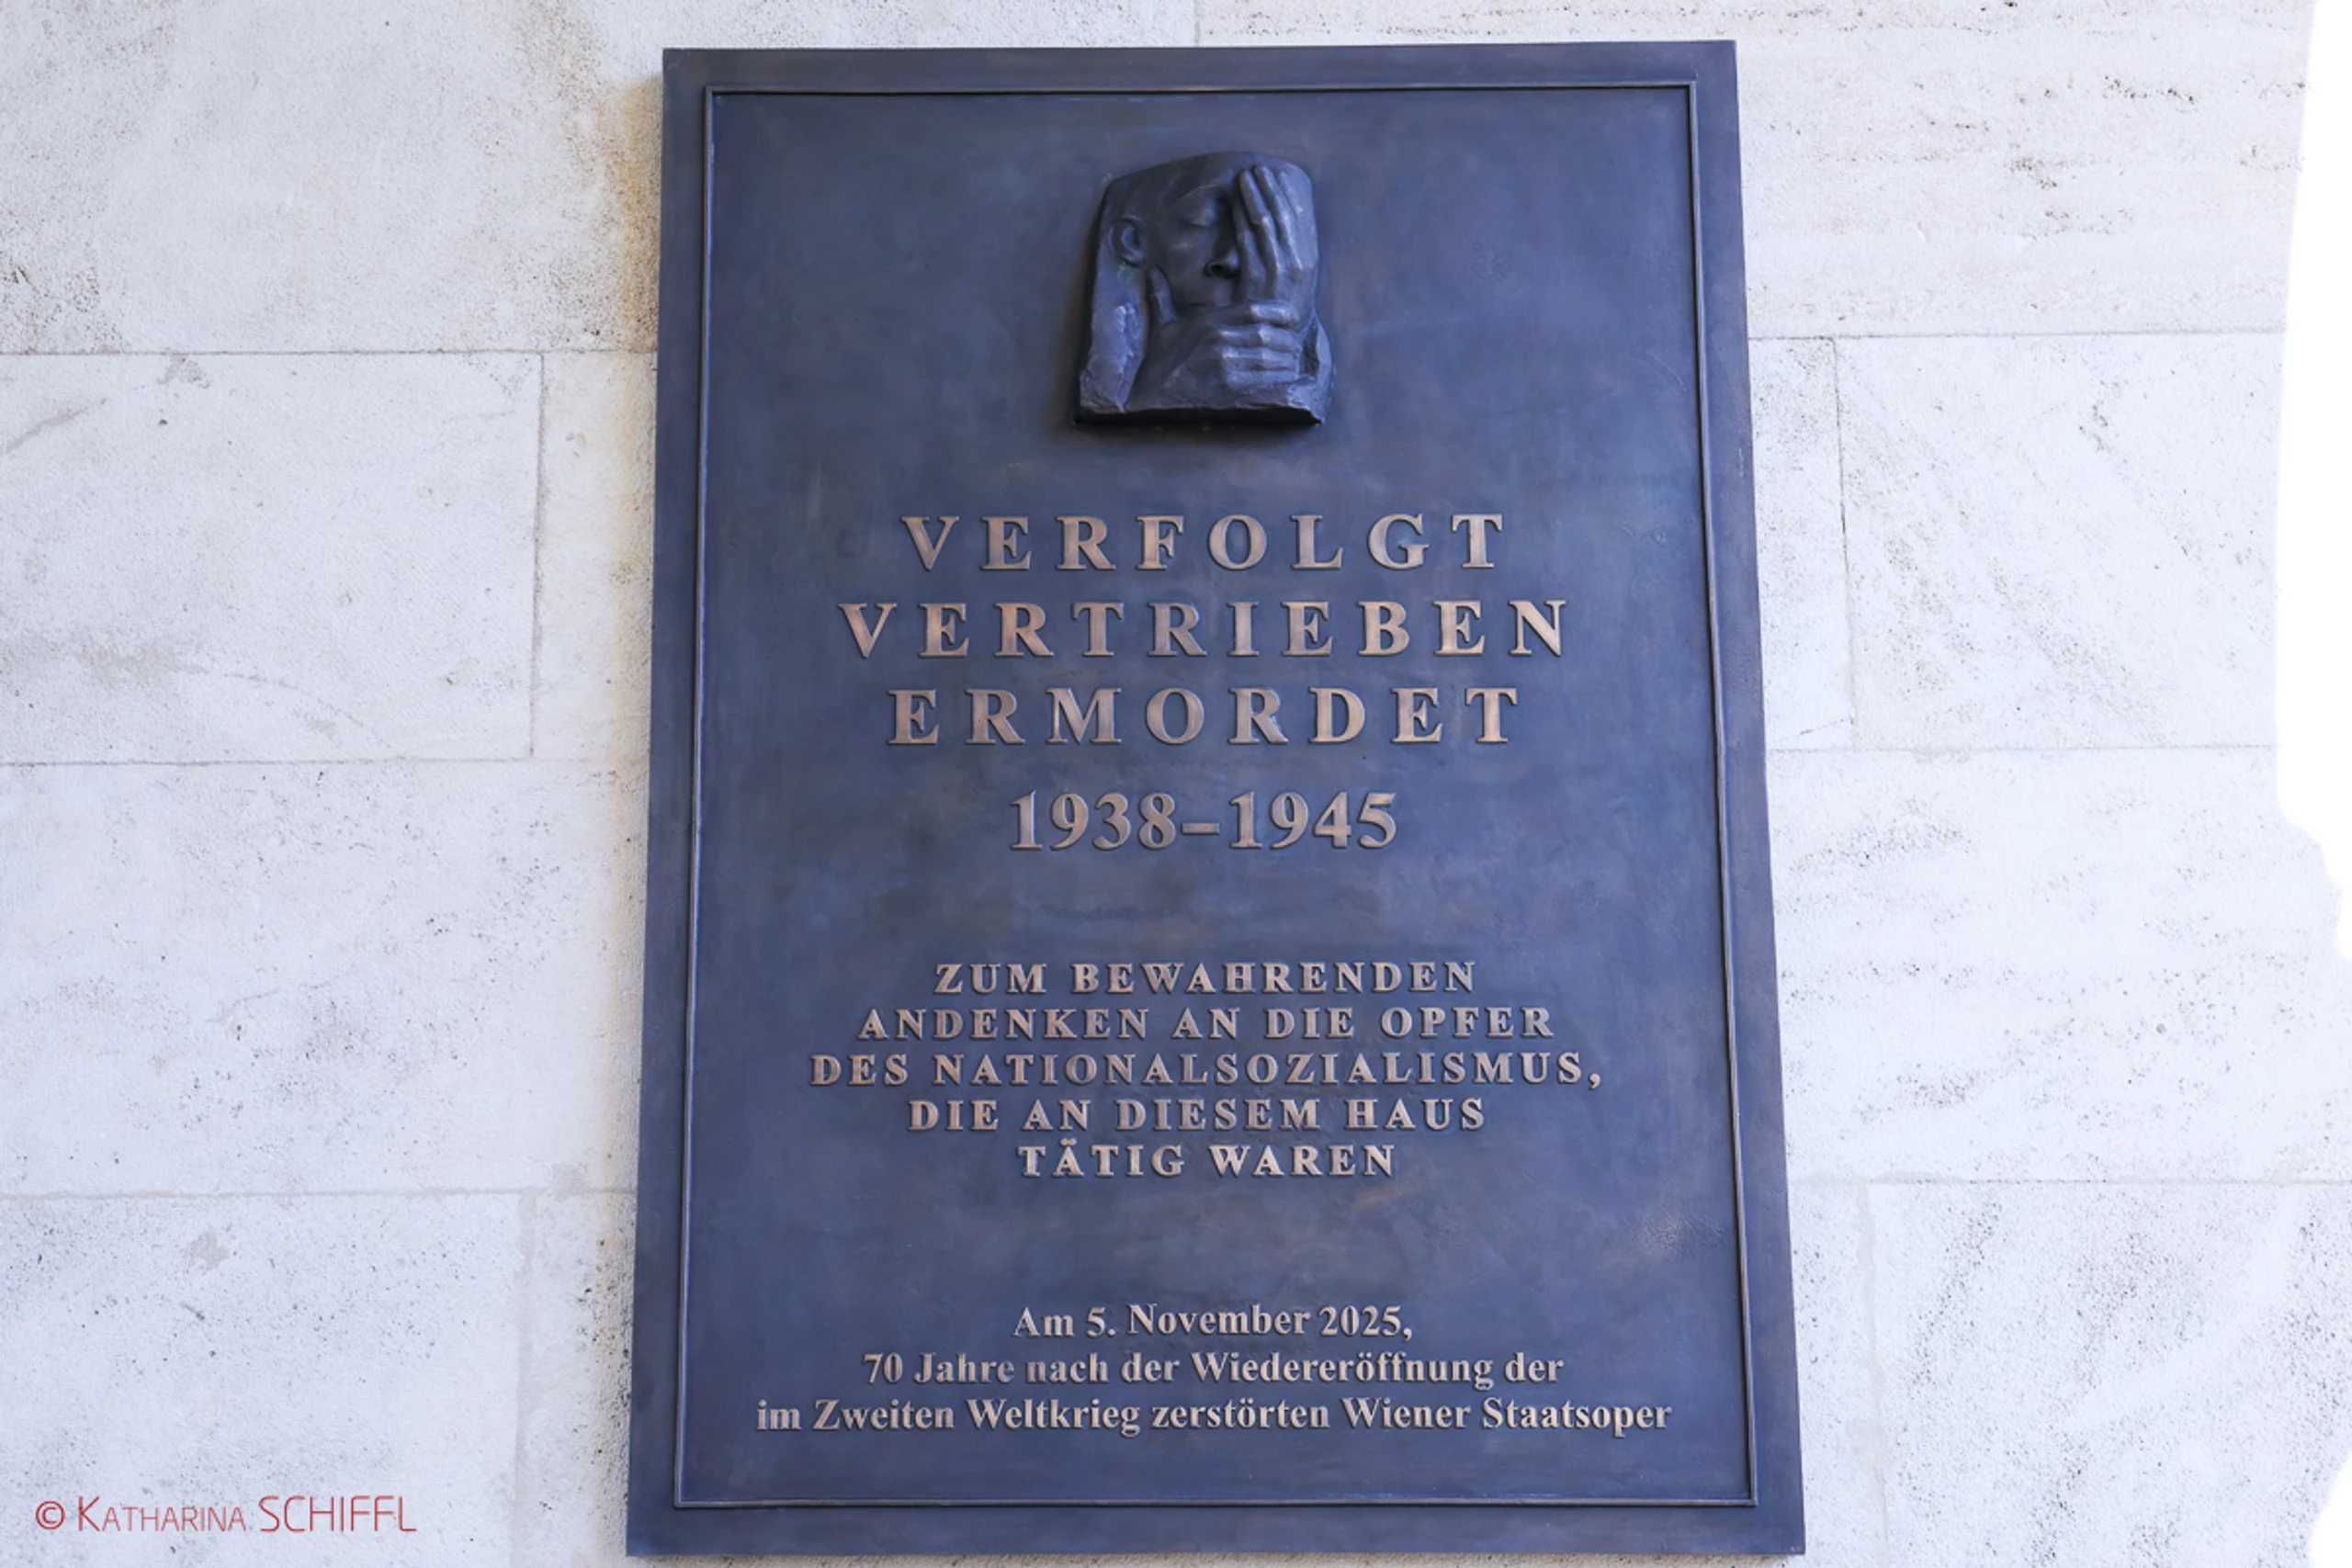 VERFOLGT
VERTRIEBEN
ERMORDET
1938–1945
ZUM BEWAHRENDEN
ANDENKEN AN DIE OPFER
DES NATIONALSOZIALISMUS,
DIE AN DIESEM HAUS
TÄTIG WAREN
Am 5. November 2025,
70 Jahre nach der Wiedereröffnung der
im Zweiten Weltkrieg zerstörten Wiener Staatsoper
© KATHARINA SCHIFFL